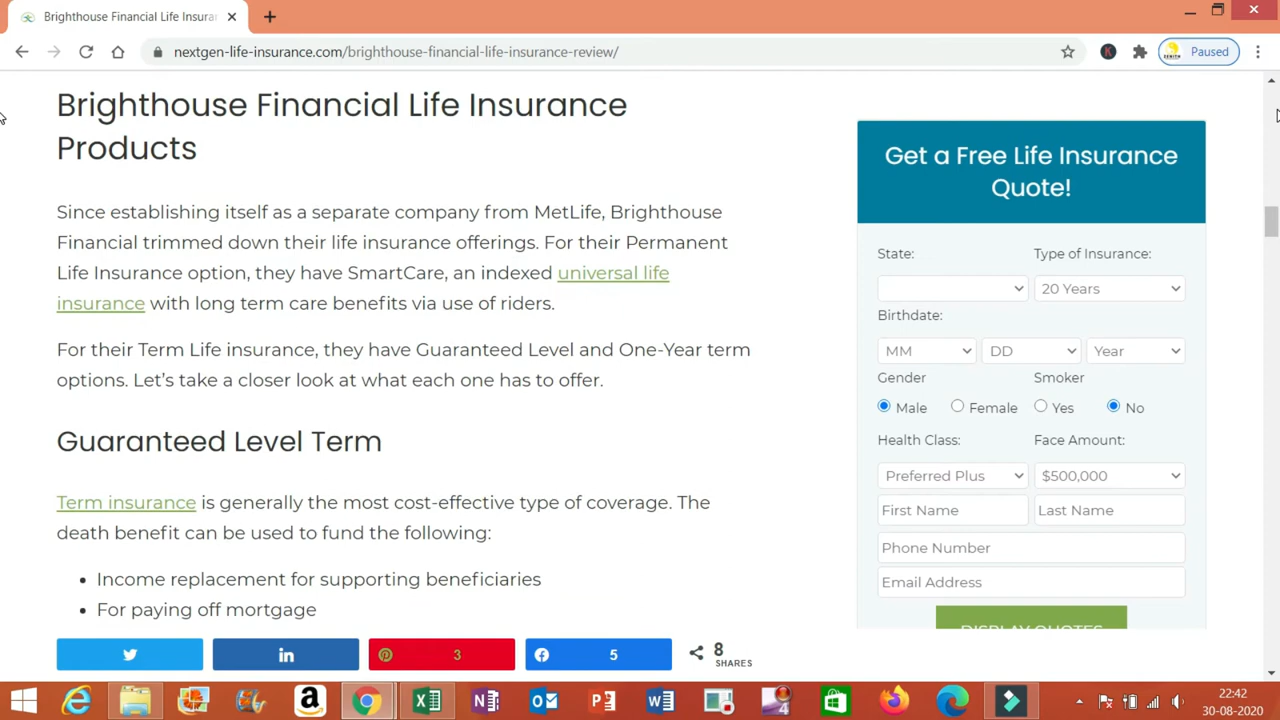 Brighthouse Financial Life Insurar
nextgen-life-insurance.com/brighthouse-financial-life-insurance-review/
Paused
Brighthouse Financial Life Insurance
Products
Since establishing itself as a separate company from MetLife, Brighthouse
Financial trimmed down their life insurance offerings. For their Permanent
Life Insurance option, they have SmartCare, an indexed universal life
insurance with long term care benefits via use of riders.
For their Term Life insurance, they have Guaranteed Level and One-Year term
options. Let's take a closer look at what each one has to offer.
Guaranteed Level Term
Term insurance is generally the most cost-effective type of coverage. The
death benefit can be used to fund the following:
• Income replacement for supporting beneficiaries
• For paying off mortgage
3
5
8
SHARES
Get a Free Life Insurance
Quote!
State: Type of Insurance:
20 Years
Birthdate:
MM DD Year
Gender Smoker
Male Female Yes No
Health Class: Face Amount:
Preferred Plus $500,000
First Name Last Name
Phone Number
Email Address
DISPLAY QUOTES
22:42
30-08-2020